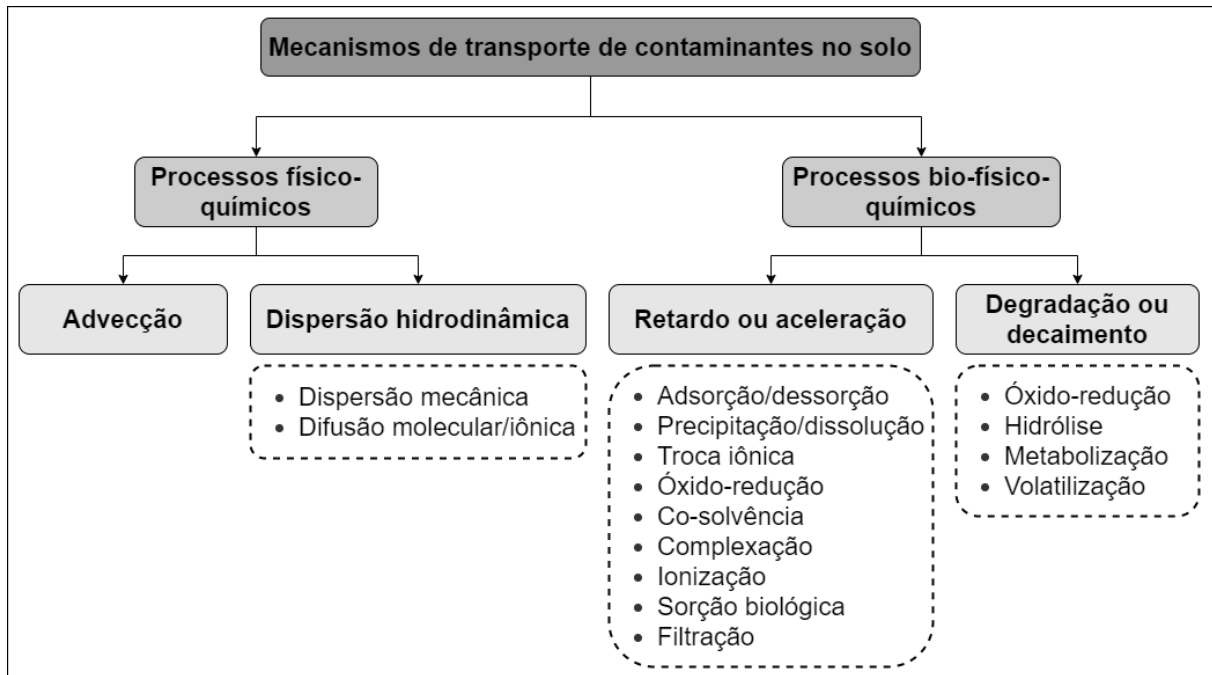 Mecanismos de transporte de contaminantes no solo
Processos físico-
químicos
Processos bio-físico-
químicos
Advecção
Dispersão hidrodinâmica
• Dispersão mecânica
• Difusão molecular/iônica
Retardo ou aceleração
• Adsorção/dessorção
• Precipitação/dissolução
• Troca iônica
• Óxido-redução
• Co-solvência
• Complexação
• Ionização
• Sorção biológica
• Filtração
Degradação ou
decaimento
• Óxido-redução
• Hidrólise
• Metabolização
• Volatilização